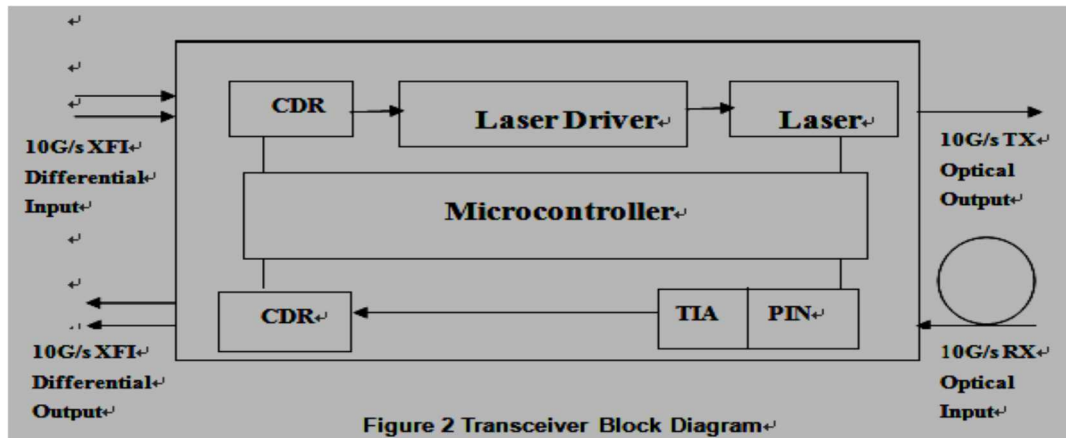 CDR
Laser Driver
Laser
10G/s XFI
Differential
Input
10G/s TX
Optical
Output
Microcontroller
CDR
TIA
PIN
10G/s XFI
Differential
Output
10G/s RX
Optical
Input
Figure 2 Transceiver Block Diagram